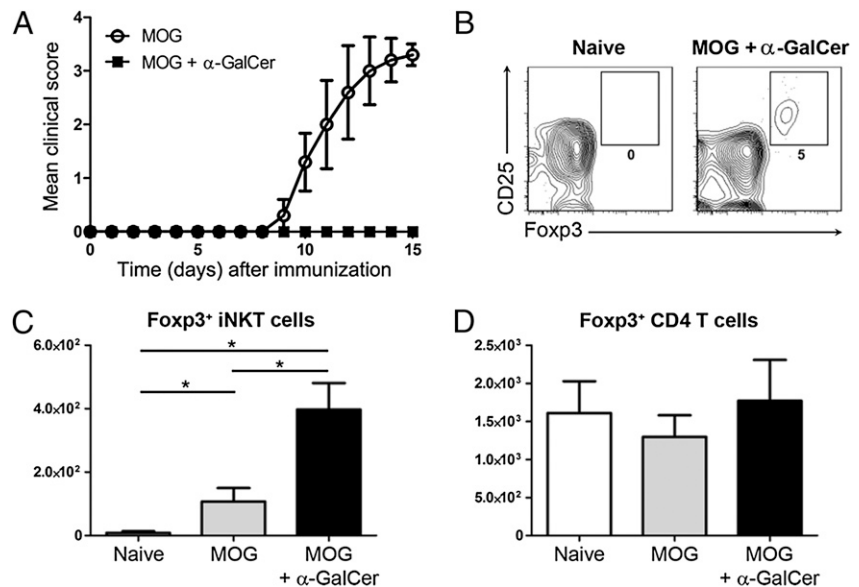 A
MOG
MOG + α-GalCer
Mean clinical score
4
3
2
1
0
0 5 10 15
Time (days) after immunization
B
Naive MOG + α-GalCer
CD25
0 5
Foxp3
C
Foxp3⁺ iNKT cells
6.0x10²
4.0x10²
2.0x10²
0
* * *
Naive MOG MOG
+ α-GalCer
D
Foxp3⁺ CD4 T cells
2.5x10³
2.0x10³
1.5x10³
1.0x10³
5.0x10²
0
Naive MOG MOG
+ α-GalCer